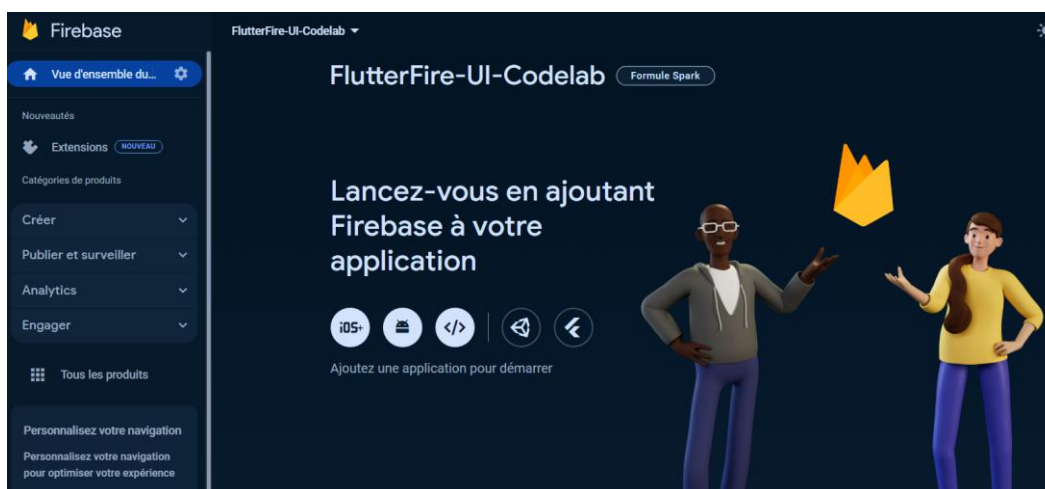 Firebase
FlutterFire-UI-Codelab
Vue d'ensemble du...
Nouveautés
Extensions NOUVEAU
Catégories de produits
Créer
Publier et surveiller
Analytics
Engager
Tous les produits
Personnalisez votre navigation
Personnalisez votre navigation
pour optimiser votre expérience
FlutterFire-UI-Codelab Formule Spark
Lancez-vous en ajoutant
Firebase à votre
application
iOS+ </>
Ajoutez une application pour démarrer